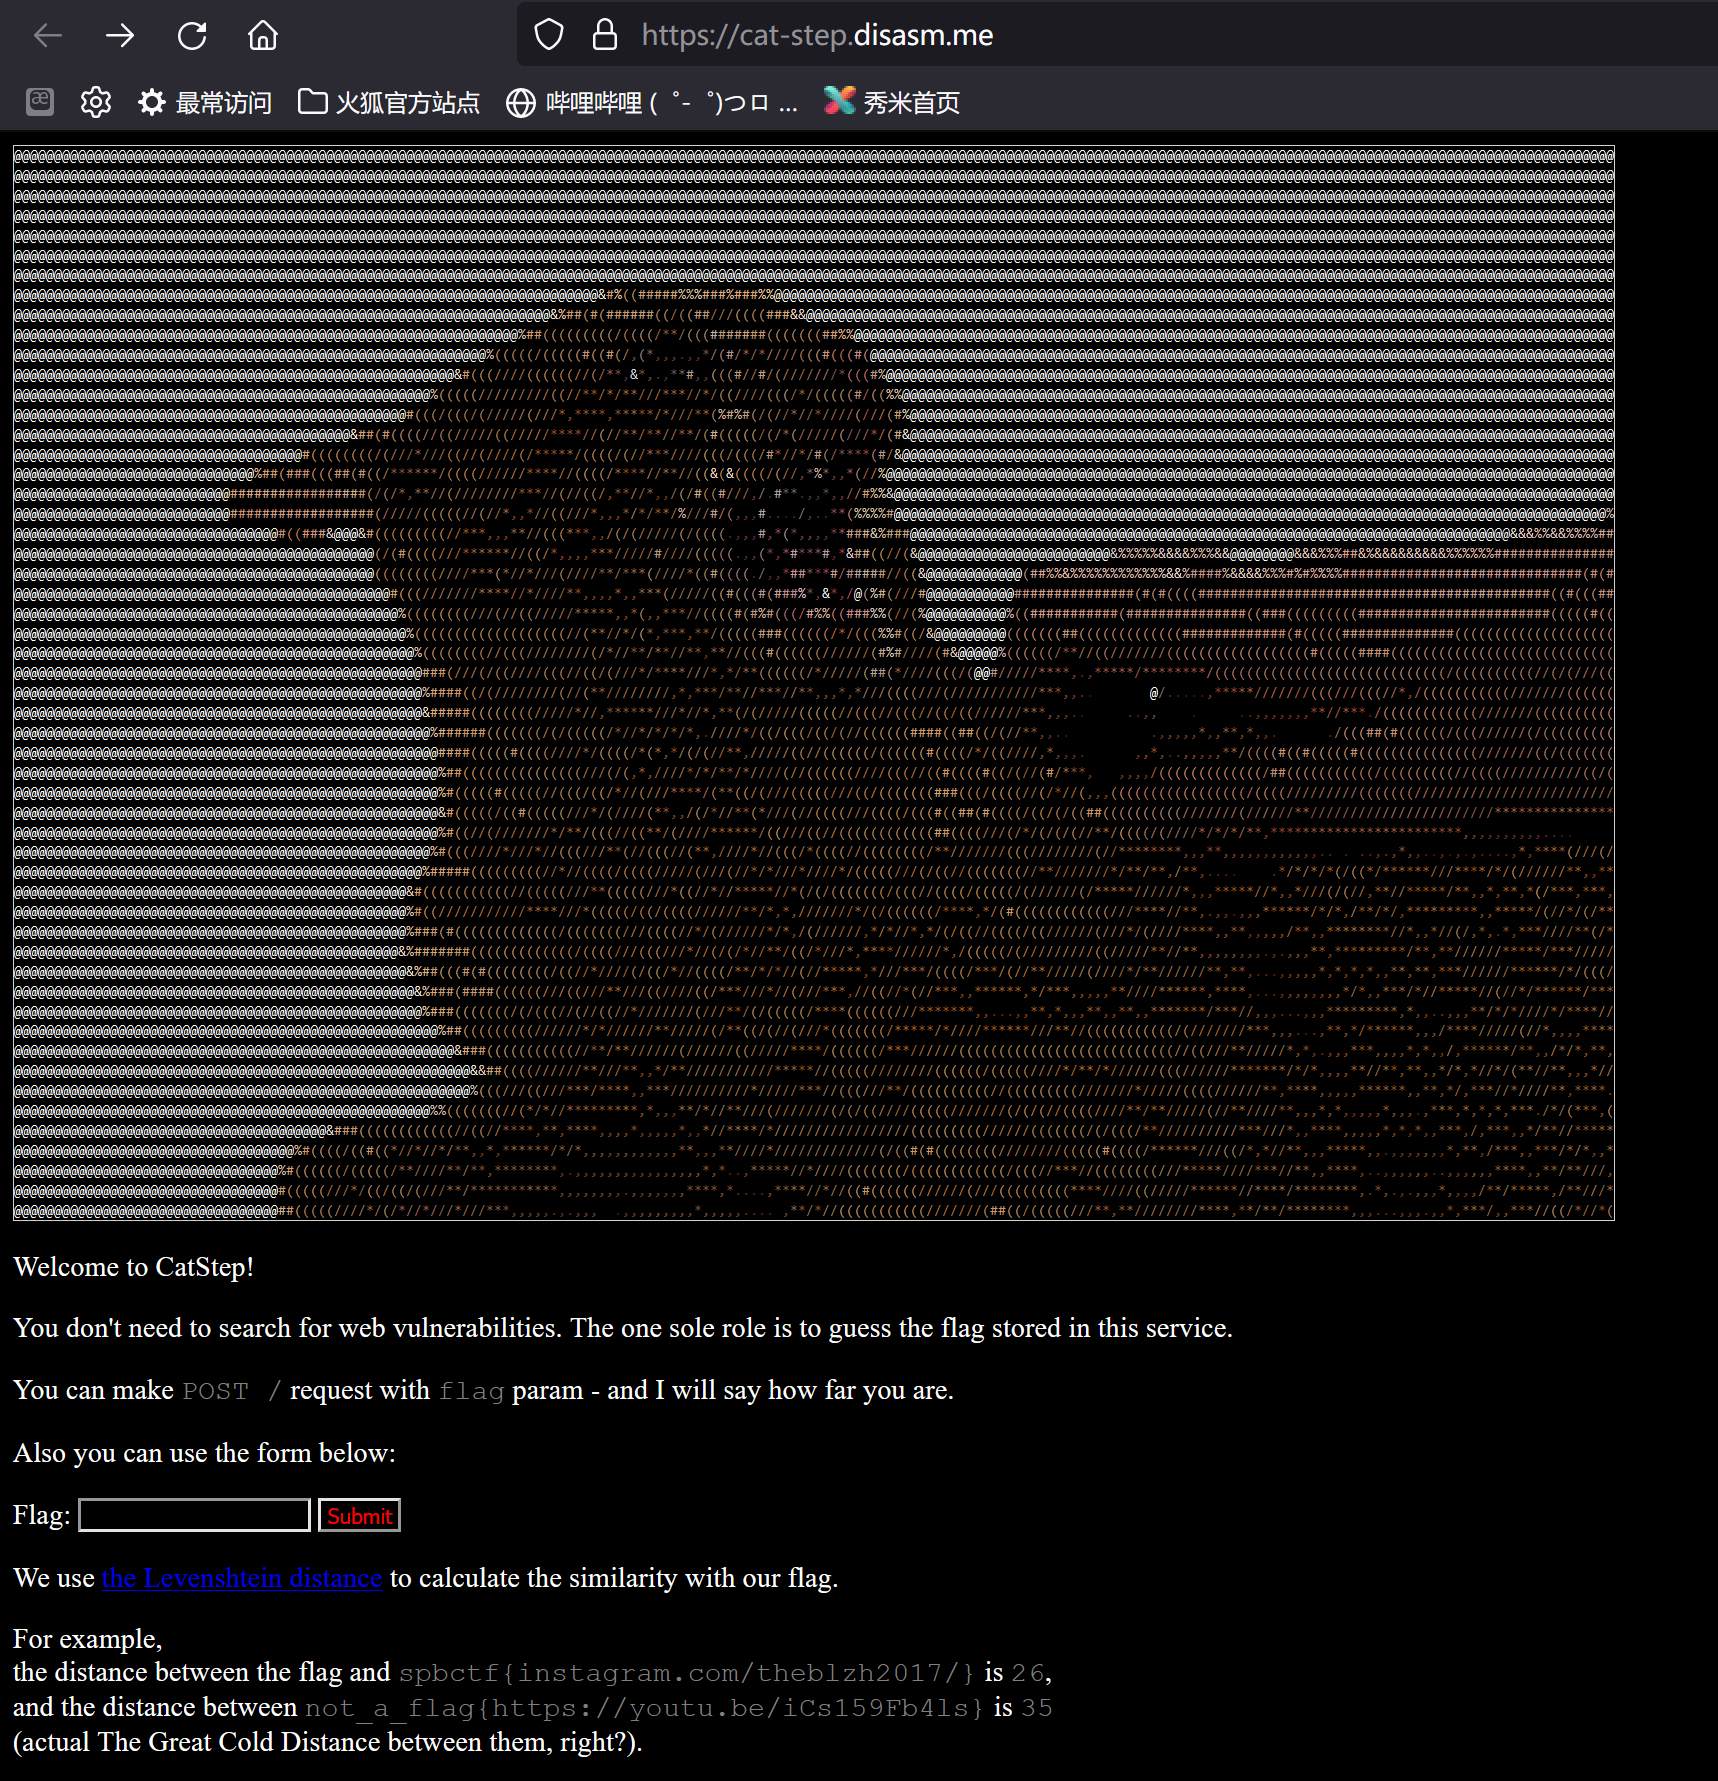 https://cat-step.disasm.me
最常访问 火狐官方站点 哔哩哔哩 ( ゜- ゜)つロ ... 秀米首页
Welcome to CatStep!
You don't need to search for web vulnerabilities. The one sole role is to guess the flag stored in this service.
You can make POST / request with flag param - and I will say how far you are.
Also you can use the form below:
Flag: Submit
We use the Levenshtein distance to calculate the similarity with our flag.
For example,
the distance between the flag and spbctf{instagram.com/theblzh2017/} is 26,
and the distance between not_a_flag{https://youtu.be/iCs159Fb4ls} is 35
(actual The Great Cold Distance between them, right?).